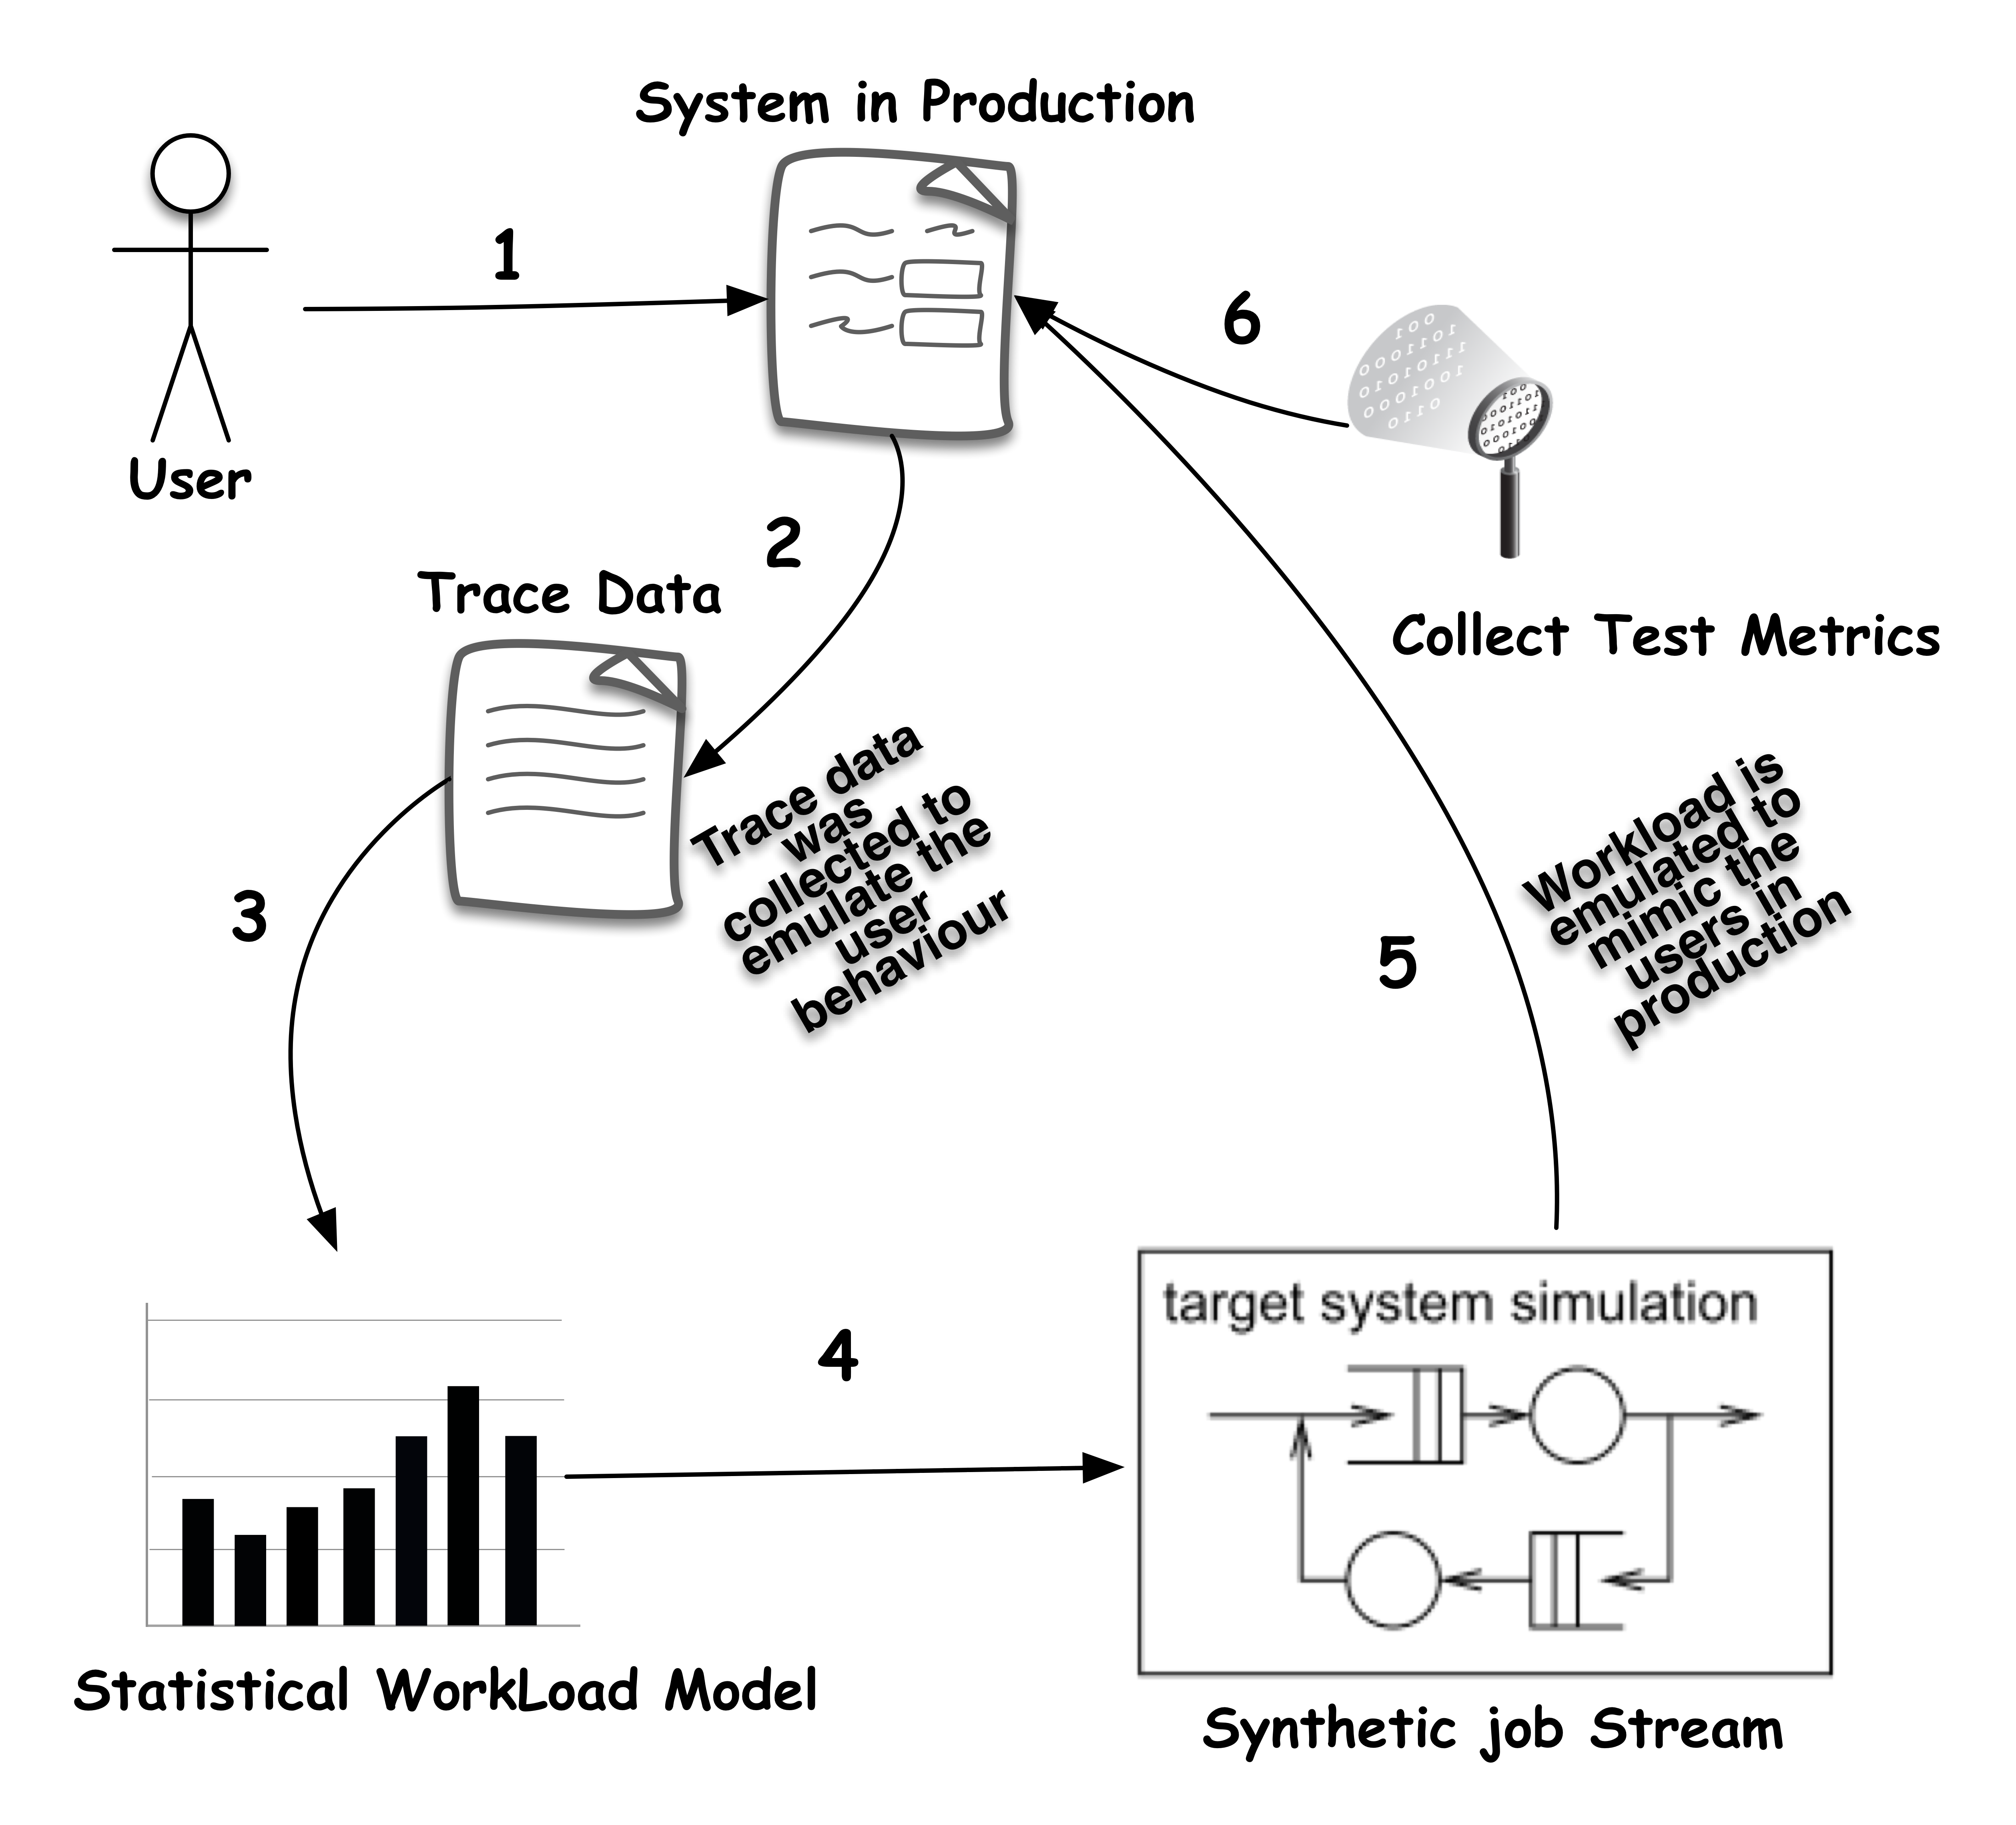 System in Production
1
6
User
2
Trace Data
Collect Test Metrics
Trace data
was
collected to
emulate the
user
behaviour
3
Workload is
emulated to
mimic the
users in
production
5
4
target system simulation
Statistical WorkLoad Model
Synthetic job Stream